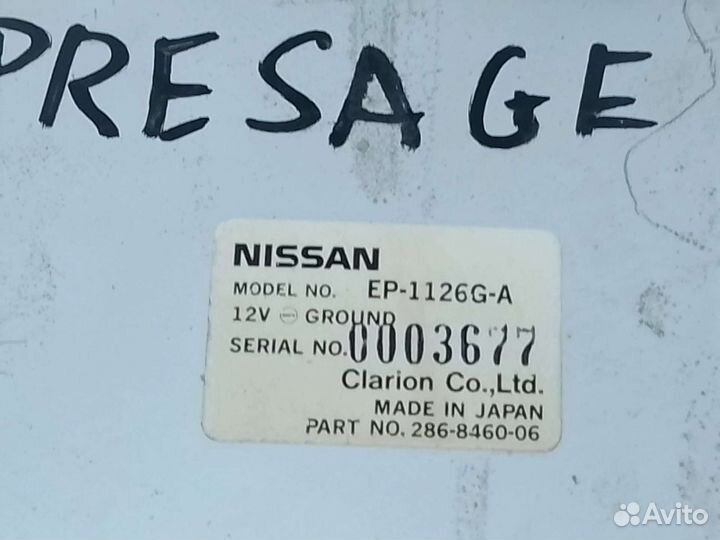 PRESAGE
NISSAN
MODEL NO. EP-1126G-A
12V ⊖ GROUND
SERIAL NO. 0003677
Clarion Co.,Ltd.
MADE IN JAPAN
PART NO. 286-8460-06
Avito